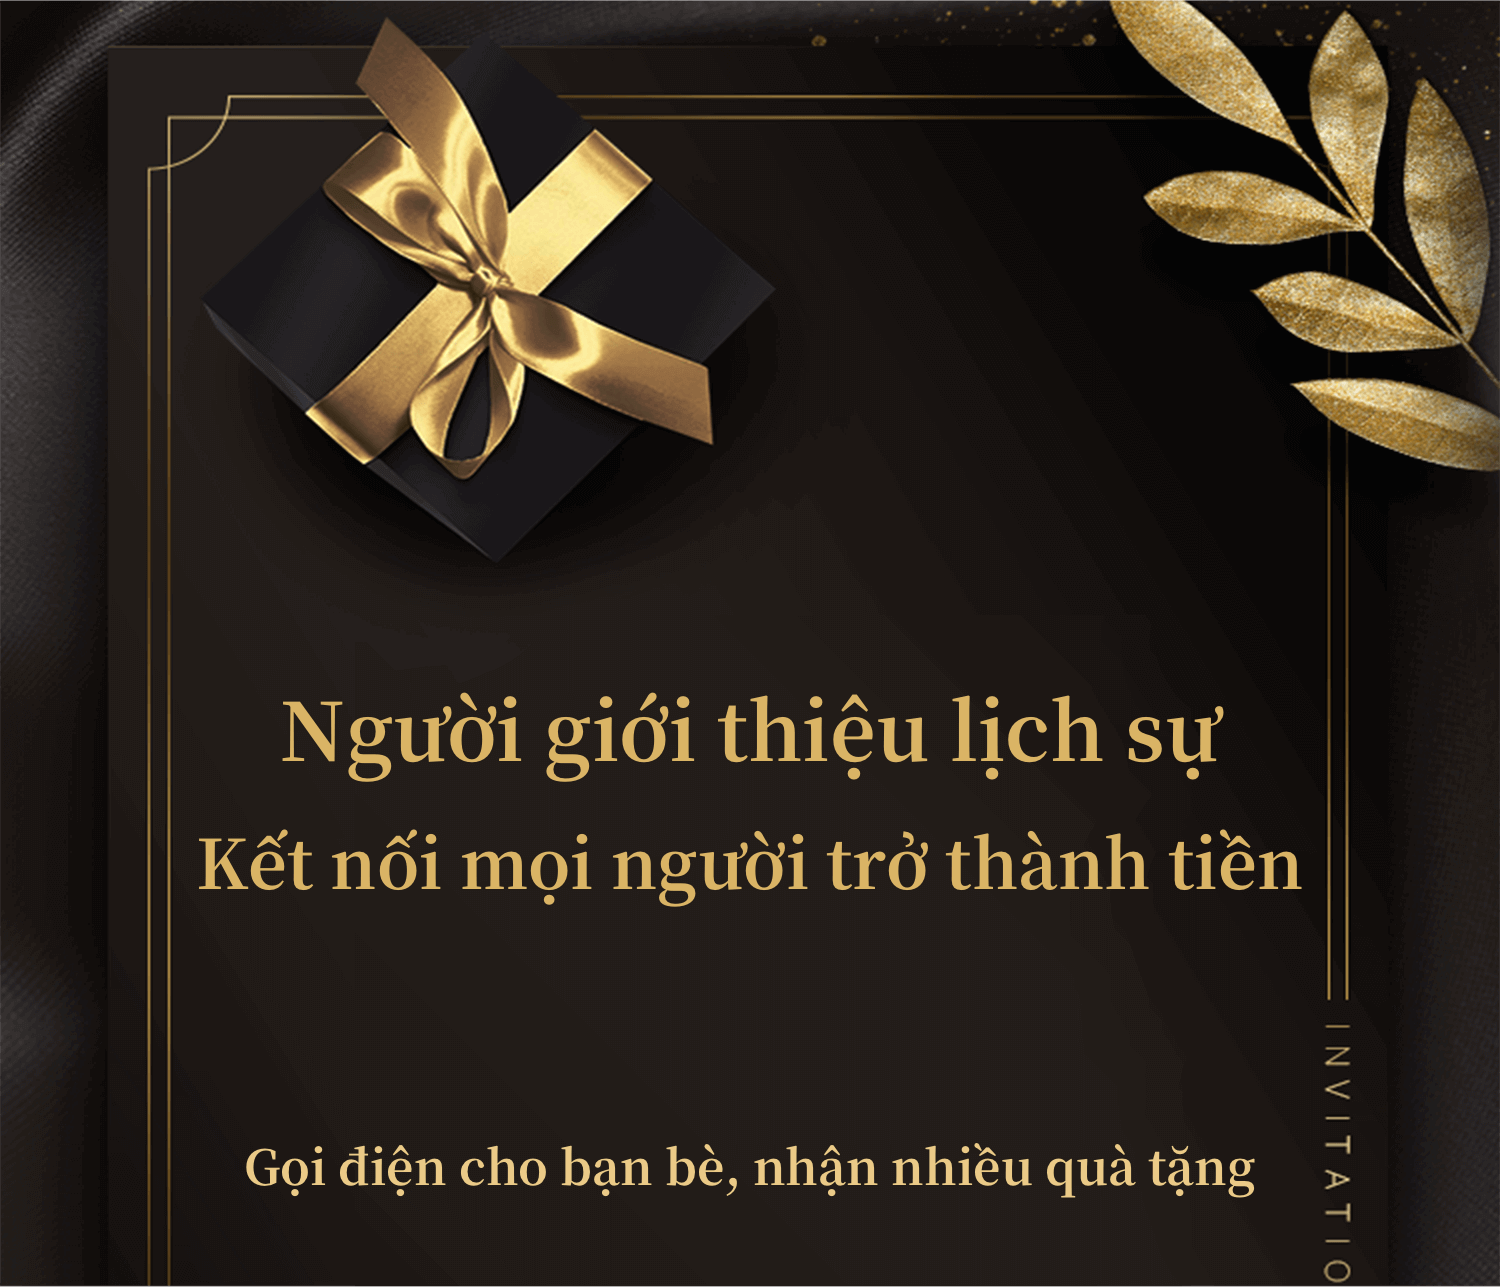 Người giới thiệu lịch sự
Kết nối mọi người trở thành tiền
Gọi điện cho bạn bè, nhận nhiều quà tặng
INVITATIO